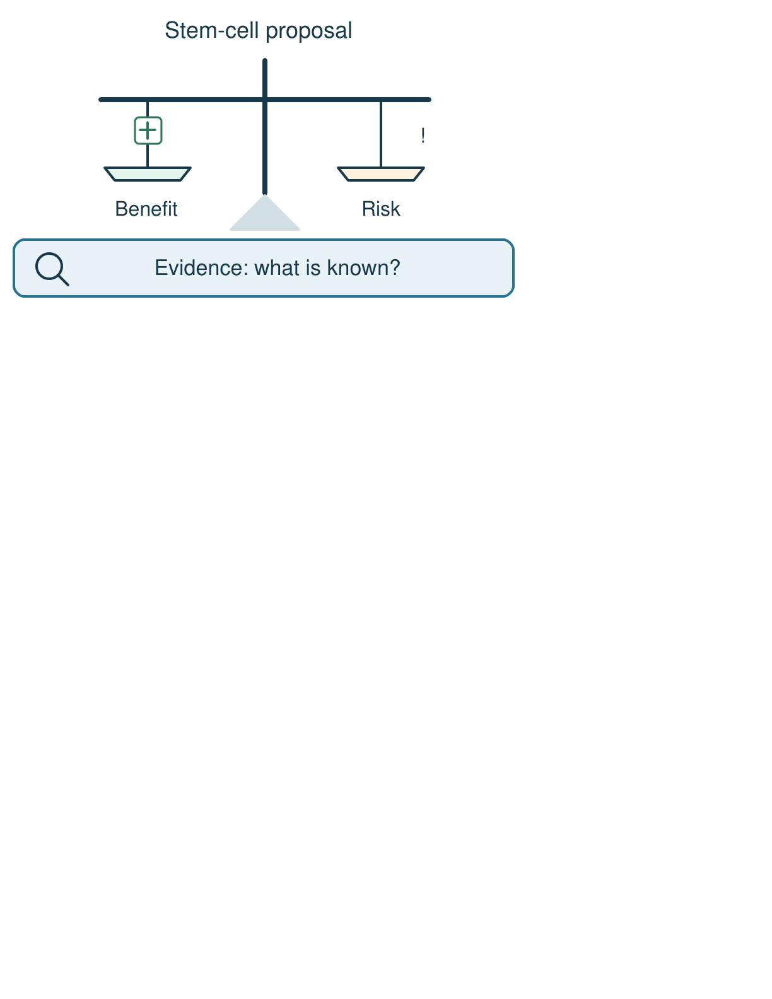 Stem-cell proposal
!
Benefit
Risk
Evidence: what is known?